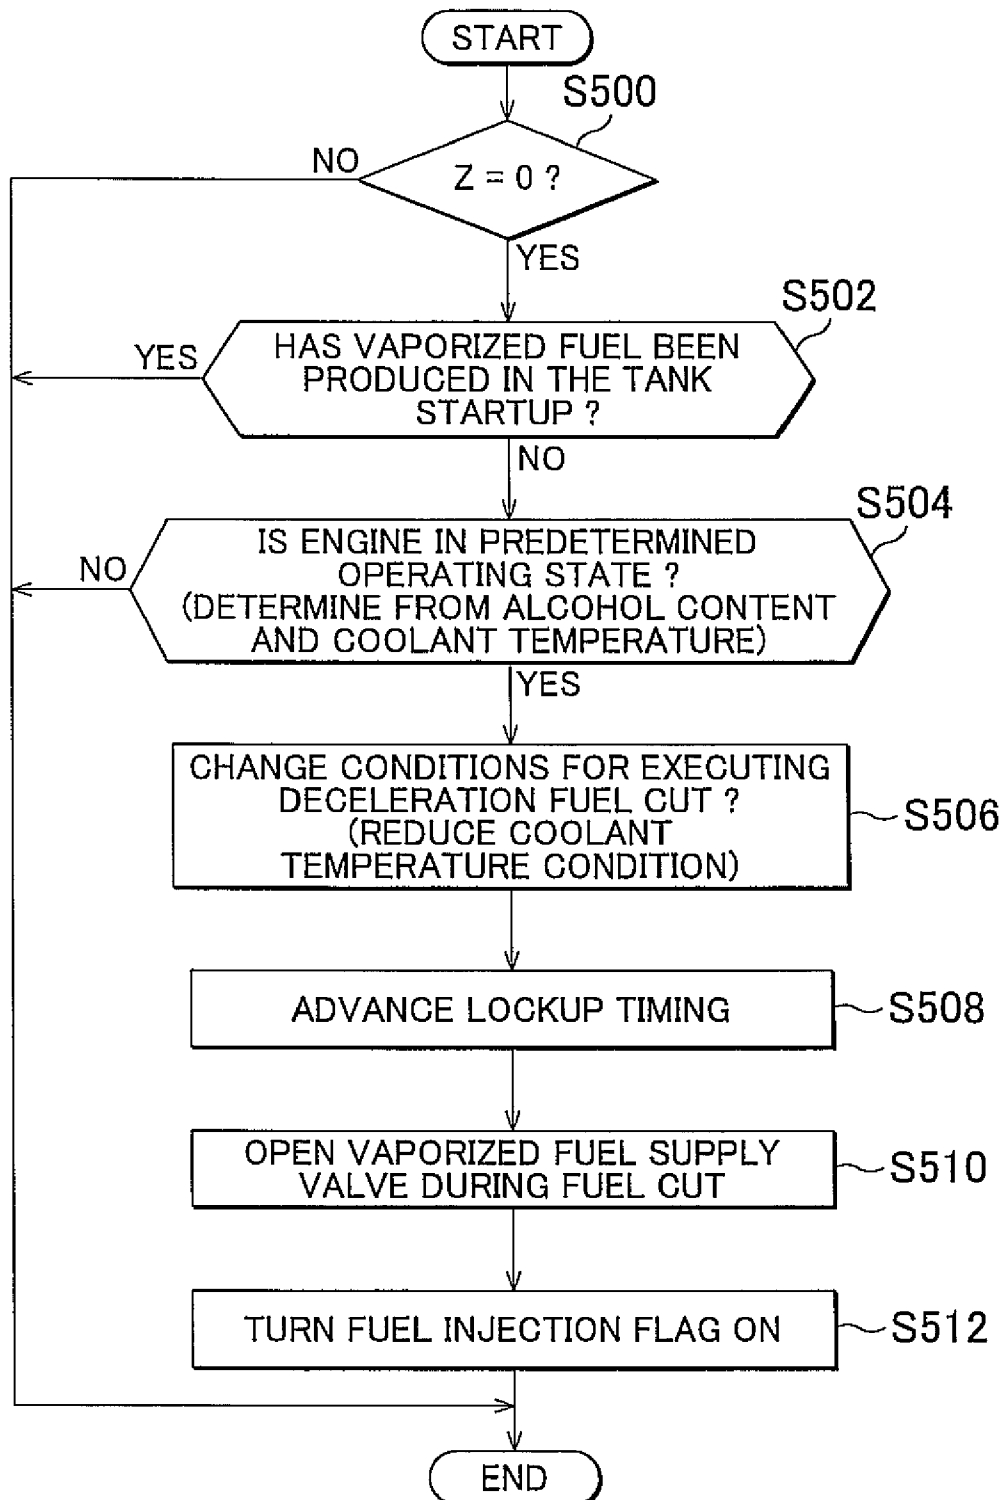 START
S500
NO
Z = 0 ?
YES
S502
YES
HAS VAPORIZED FUEL BEEN
PRODUCED IN THE TANK
STARTUP ?
NO
S504
NO
IS ENGINE IN PREDETERMINED
OPERATING STATE ?
(DETERMINE FROM ALCOHOL CONTENT
AND COOLANT TEMPERATURE)
YES
CHANGE CONDITIONS FOR EXECUTING
DECELERATION FUEL CUT ?
(REDUCE COOLANT
TEMPERATURE CONDITION)
S506
ADVANCE LOCKUP TIMING
S508
OPEN VAPORIZED FUEL SUPPLY
VALVE DURING FUEL CUT
S510
TURN FUEL INJECTION FLAG ON
S512
END